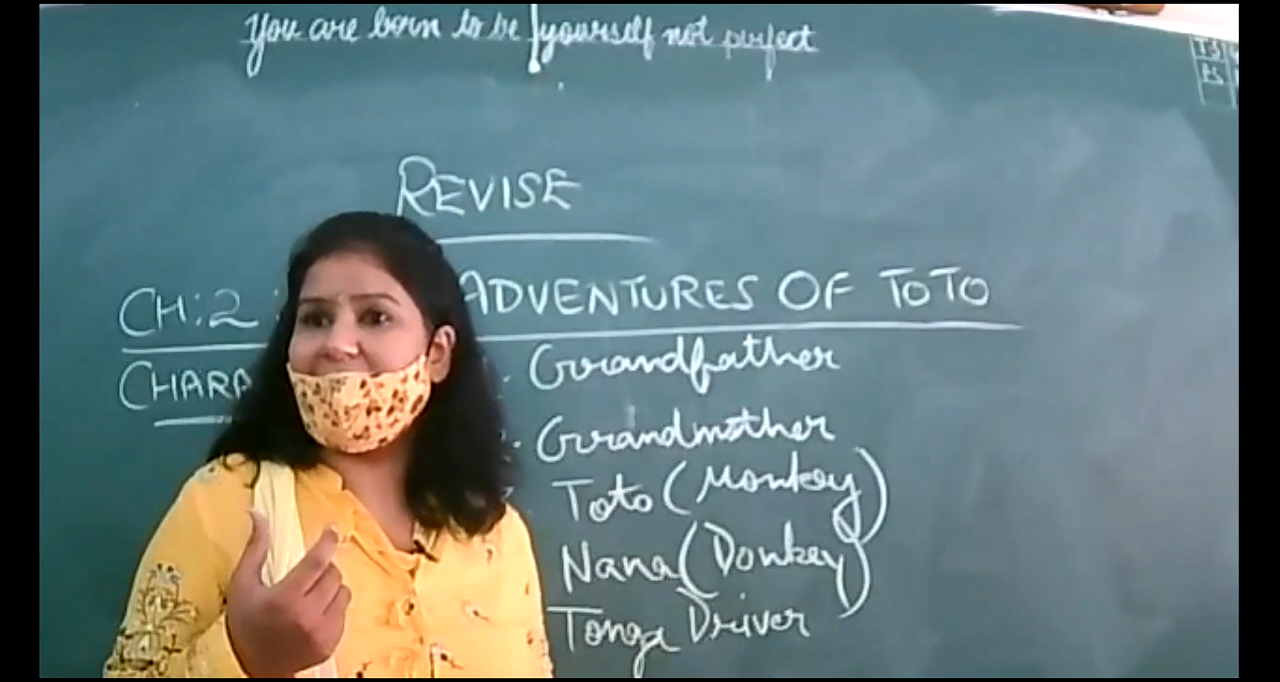 You are born to be yourself not perfect
REVISE
CH:2: ADVENTURES OF TOTO
CHARA . Grandfather
. Grandmother
Toto (Monkey)
Nana (Donkey)
Tonga Driver